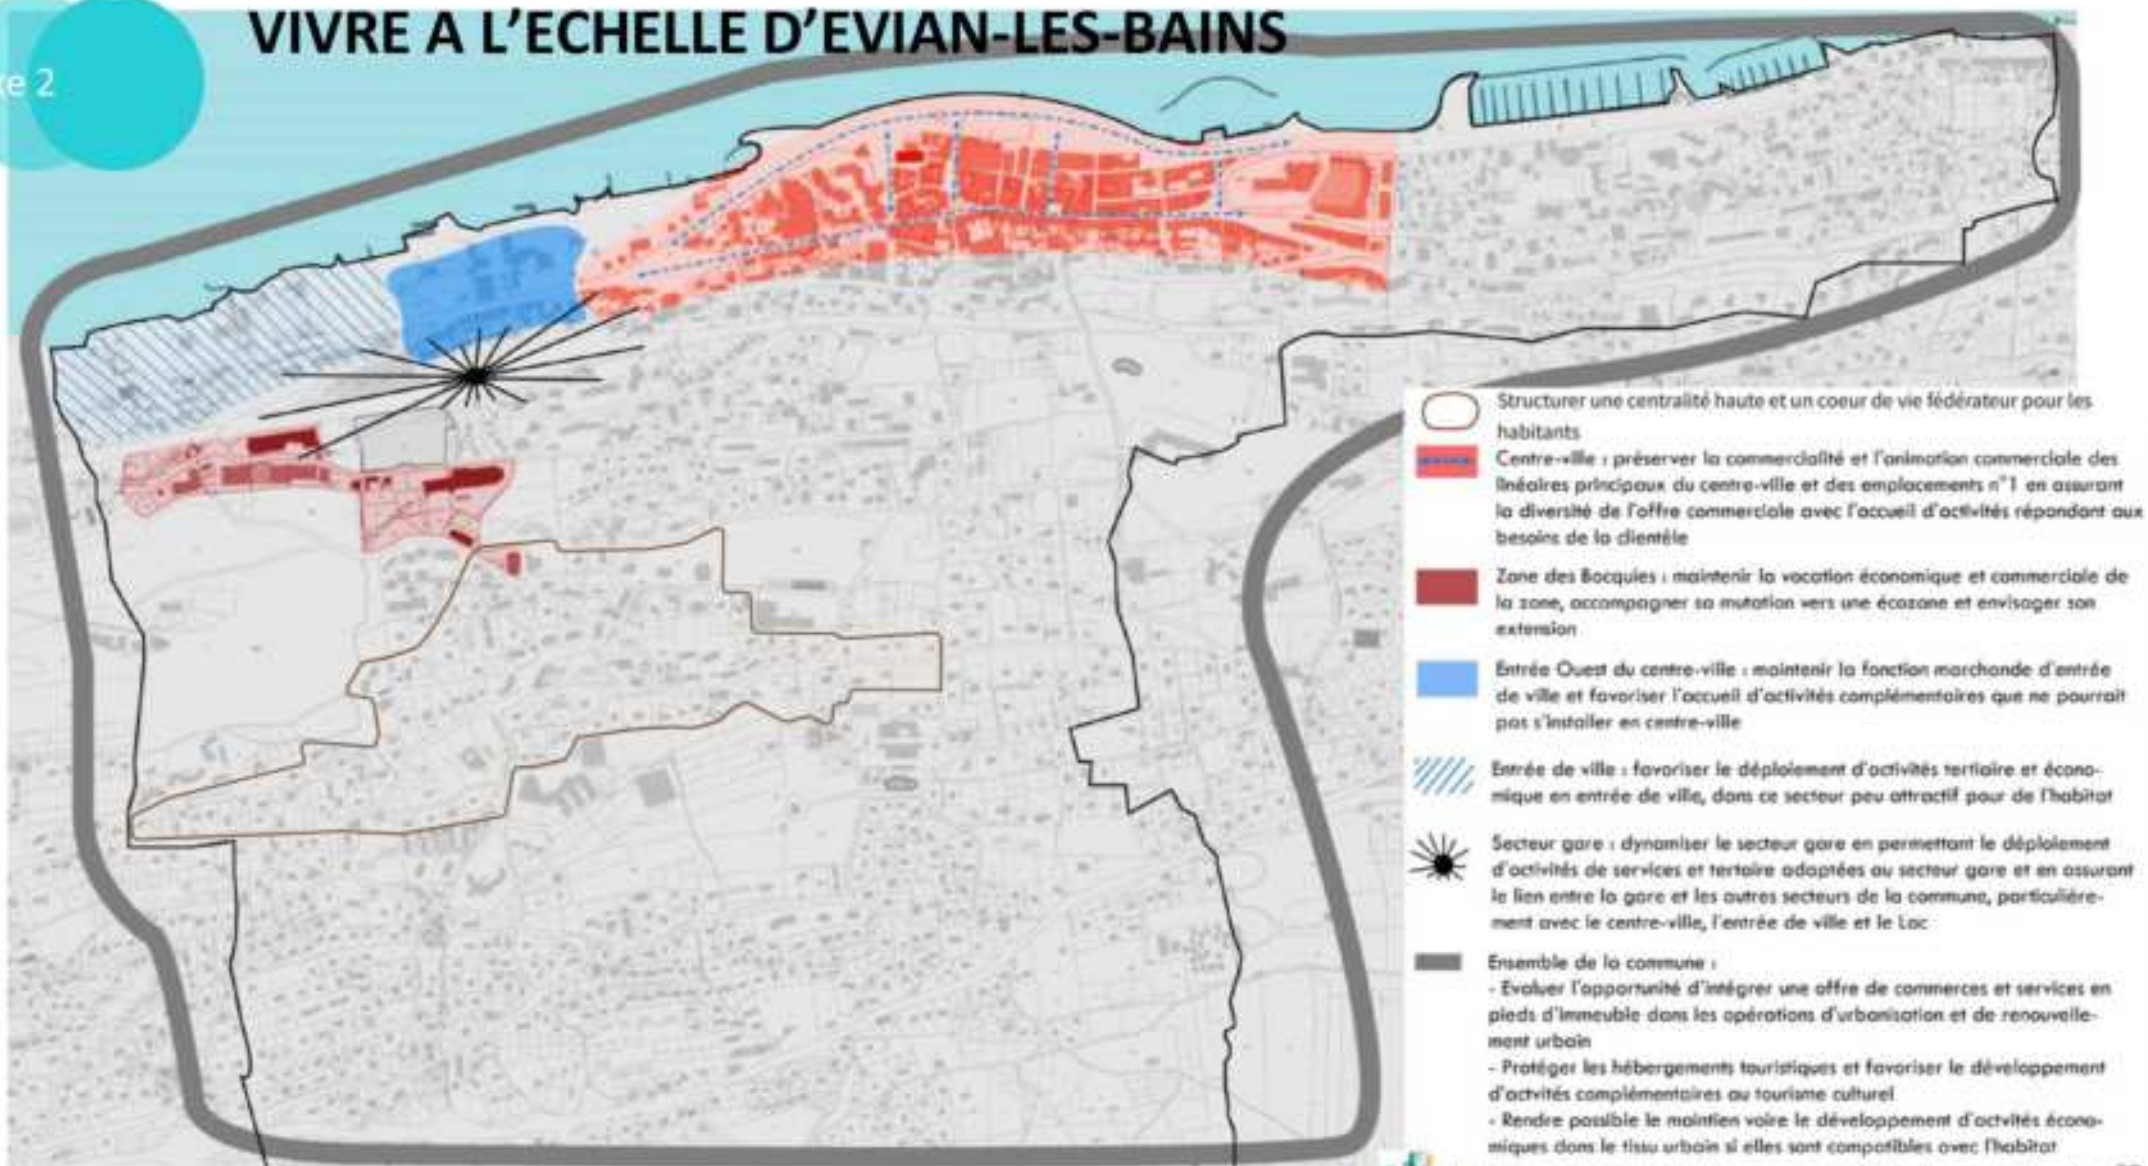 VIVRE A L'ECHELLE D'EVIAN-LES-BAINS
e 2
Structurer une centralité haute et un coeur de vie fédérateur pour les
habitants
Centre-ville : préserver la commercialité et l'animation commerciale des
linéaires principaux du centre-ville et des emplacements n°1 en assurant
la diversité de l'offre commerciale avec l'accueil d'activités répondant aux
besoins de la clientèle
Zone des Bocquies : maintenir la vocation économique et commerciale de
la zone, accompagner sa mutation vers une écozone et envisager son
extension
Entrée Ouest du centre-ville : maintenir la fonction marchande d'entrée
de ville et favoriser l'accueil d'activités complémentaires que ne pourrait
pas s'installer en centre-ville
Entrée de ville : favoriser le déploiement d'activités tertiaire et écono-
mique en entrée de ville, dans ce secteur peu attractif pour de l'habitat
Secteur gare : dynamiser le secteur gare en permettant le déploiement
d'activités de services et tertaire adaptées au secteur gare et en assurant
le lien entre la gare et les autres secteurs de la commune, particulière-
ment avec le centre-ville, l'entrée de ville et le Lac
Ensemble de la commune :
- Evaluer l'opportunité d'intégrer une offre de commerces et services en
pieds d'immeuble dans les opérations d'urbanisation et de renouvelle-
ment urbain
- Protéger les hébergements touristiques et favoriser le développement
d'actvités complémentaires au tourisme culturel
- Rendre possible le maintien voire le développement d'actvités écono-
miques dans le tissu urbain si elles sont compatibles avec l'habitat